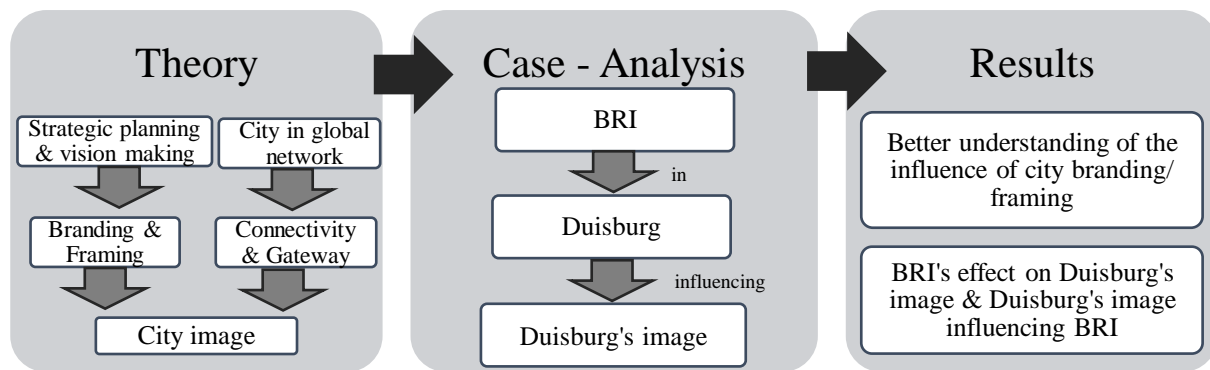 Theory
Strategic planning
& vision making
City in global
network
Branding &
Framing
Connectivity
& Gateway
City image
Case - Analysis
BRI
in
Duisburg
influencing
Duisburg's image
Results
Better understanding of the
influence of city branding/
framing
BRI's effect on Duisburg's
image & Duisburg's image
influencing BRI